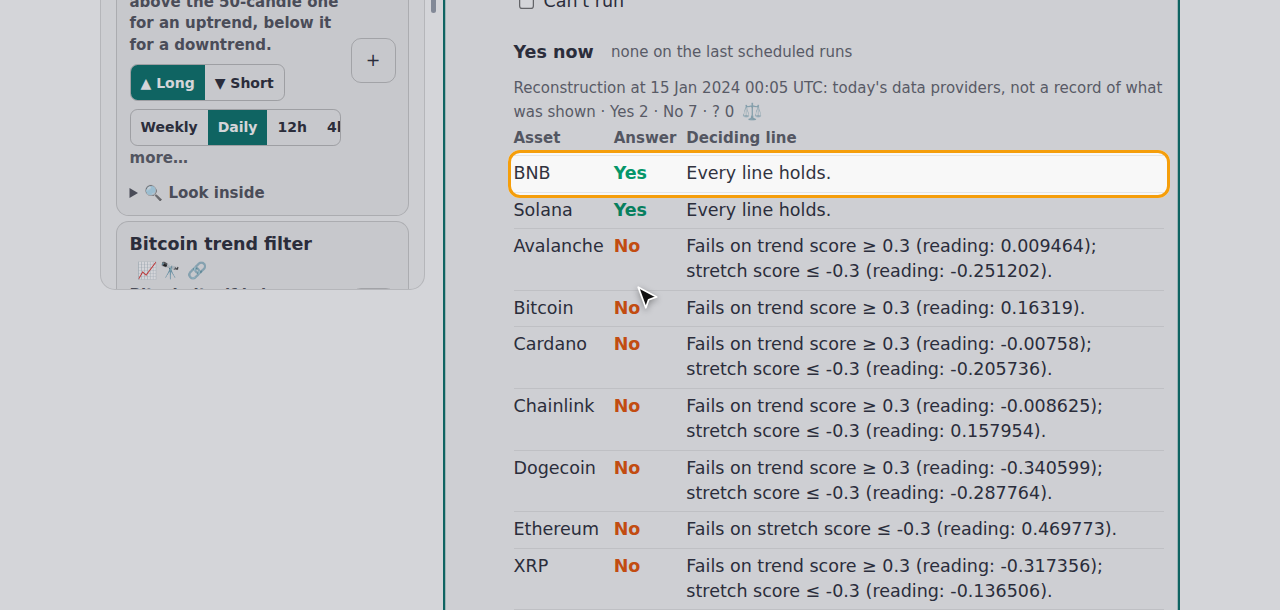 above the 50-candle one
for an uptrend, below it
for a downtrend.
+
▲ Long ▼ Short
Weekly Daily 12h
more…
▶ 🔍 Look inside
Bitcoin trend filter
Can't run
Yes now none on the last scheduled runs
Reconstruction at 15 Jan 2024 00:05 UTC: today's data providers, not a record of what
was shown · Yes 2 · No 7 · ? 0 ⚖️
Asset Answer Deciding line
BNB Yes Every line holds.
Solana Yes Every line holds.
Avalanche No Fails on trend score ≥ 0.3 (reading: 0.009464);
stretch score ≤ -0.3 (reading: -0.251202).
Bitcoin No Fails on trend score ≥ 0.3 (reading: 0.16319).
Cardano No Fails on trend score ≥ 0.3 (reading: -0.00758);
stretch score ≤ -0.3 (reading: -0.205736).
Chainlink No Fails on trend score ≥ 0.3 (reading: -0.008625);
stretch score ≤ -0.3 (reading: 0.157954).
Dogecoin No Fails on trend score ≥ 0.3 (reading: -0.340599);
stretch score ≤ -0.3 (reading: -0.287764).
Ethereum No Fails on stretch score ≤ -0.3 (reading: 0.469773).
XRP No Fails on trend score ≥ 0.3 (reading: -0.317356);
stretch score ≤ -0.3 (reading: -0.136506).